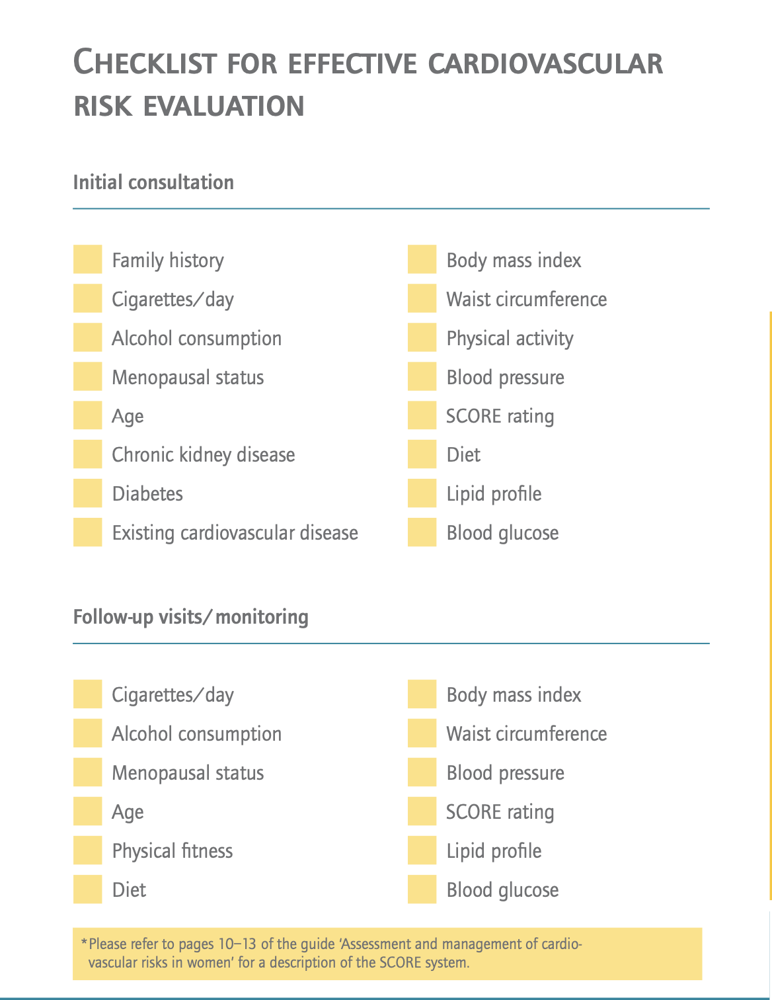 Checklist for effective cardiovascular
risk evaluation
Initial consultation
Family history
Cigarettes/day
Alcohol consumption
Menopausal status
Age
Chronic kidney disease
Diabetes
Existing cardiovascular disease
Body mass index
Waist circumference
Physical activity
Blood pressure
SCORE rating
Diet
Lipid profile
Blood glucose
Follow-up visits/monitoring
Cigarettes/day
Alcohol consumption
Menopausal status
Age
Physical fitness
Diet
Body mass index
Waist circumference
Blood pressure
SCORE rating
Lipid profile
Blood glucose
*Please refer to pages 10–13 of the guide ‘Assessment and management of cardio-
vascular risks in women’ for a description of the SCORE system.